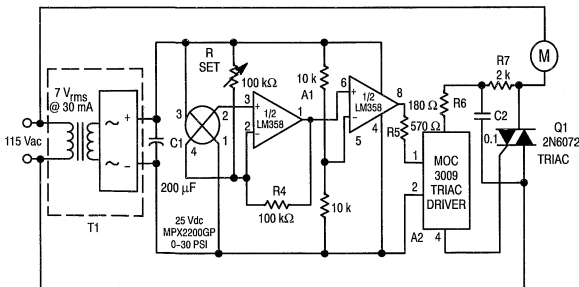 R
SET
100 kΩ
10 k
A1
1/2
LM358
3
2
1
+
−
3
2
4
1
6
5
8
4
1/2
LM358
+
−
R7
2 k
M
180 Ω
R6
570 Ω
R5
C2
0.1
Q1
2N6072
TRIAC
7 Vrms
@ 30 mA
115 Vac
~
~
+
−
C1
200 µF
T1
25 Vdc
MPX2200GP
0–30 PSI
R4
100 kΩ
10 k
MOC
3009
TRIAC
DRIVER
1
2
A2
4